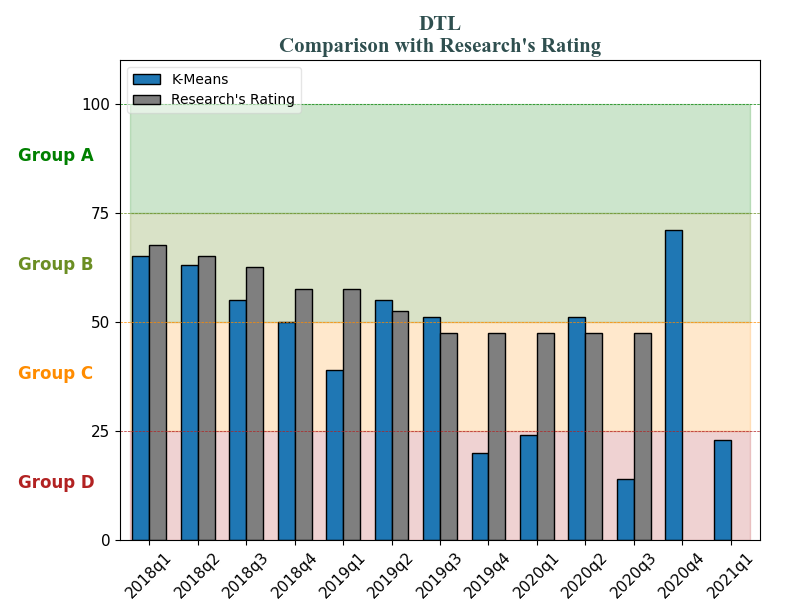 DTL
Comparison with Research's Rating
K-Means
Research's Rating
100
Group A
75
Group B
50
Group C
25
Group D
0
2018q1
2018q2
2018q3
2018q4
2019q1
2019q2
2019q3
2019q4
2020q1
2020q2
2020q3
2020q4
2021q1